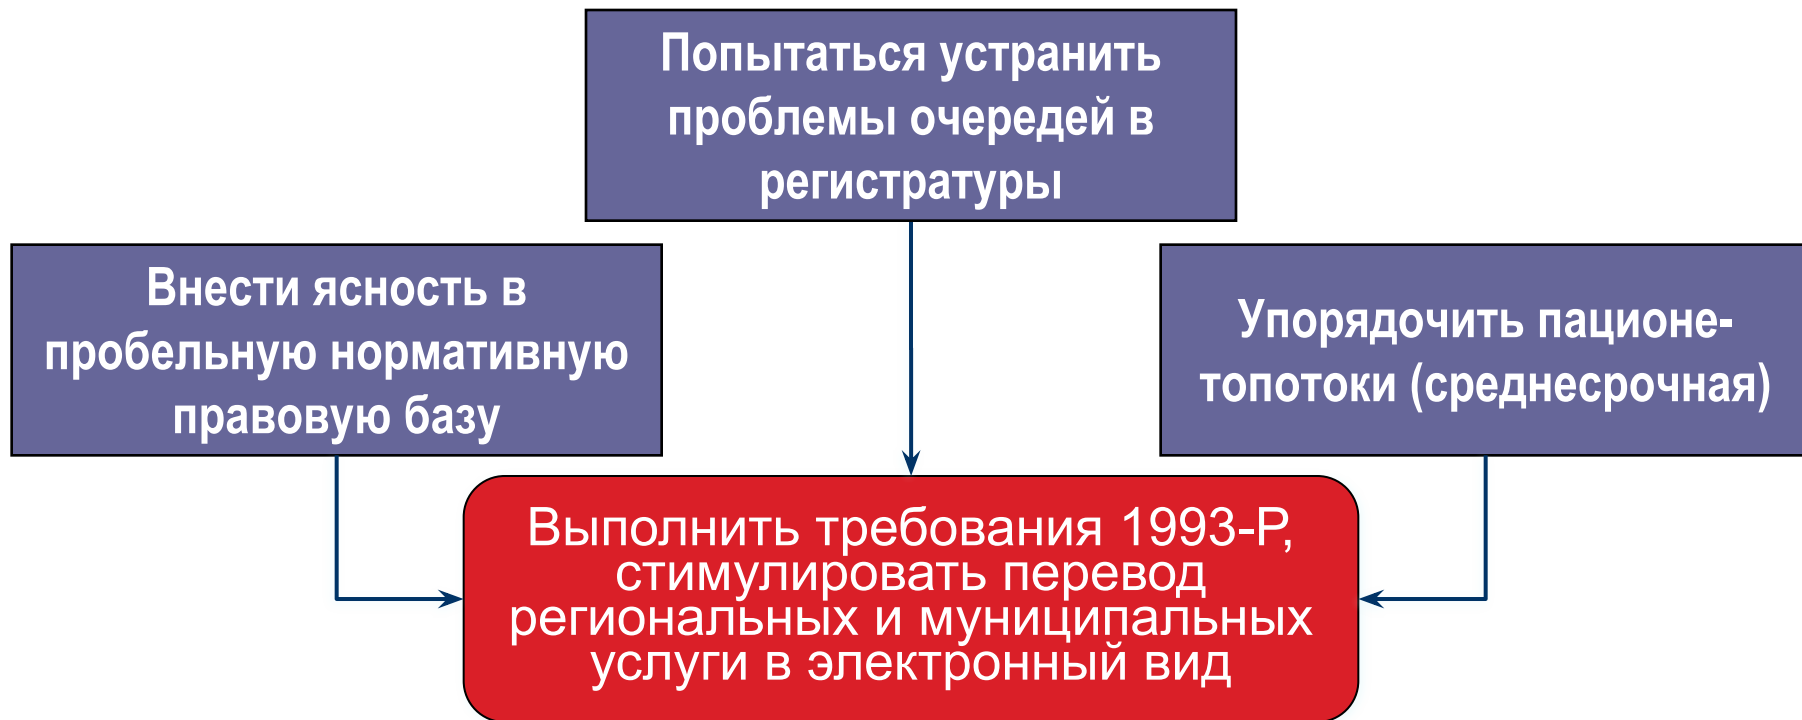 Попытаться устранить
проблемы очередей в
регистратуры
Внести ясность в
пробельную нормативную
правовую базу
Упорядочить пационе-
топотоки (среднесрочная)
Выполнить требования 1993-Р,
стимулировать перевод
региональных и муниципальных
услуги в электронный вид